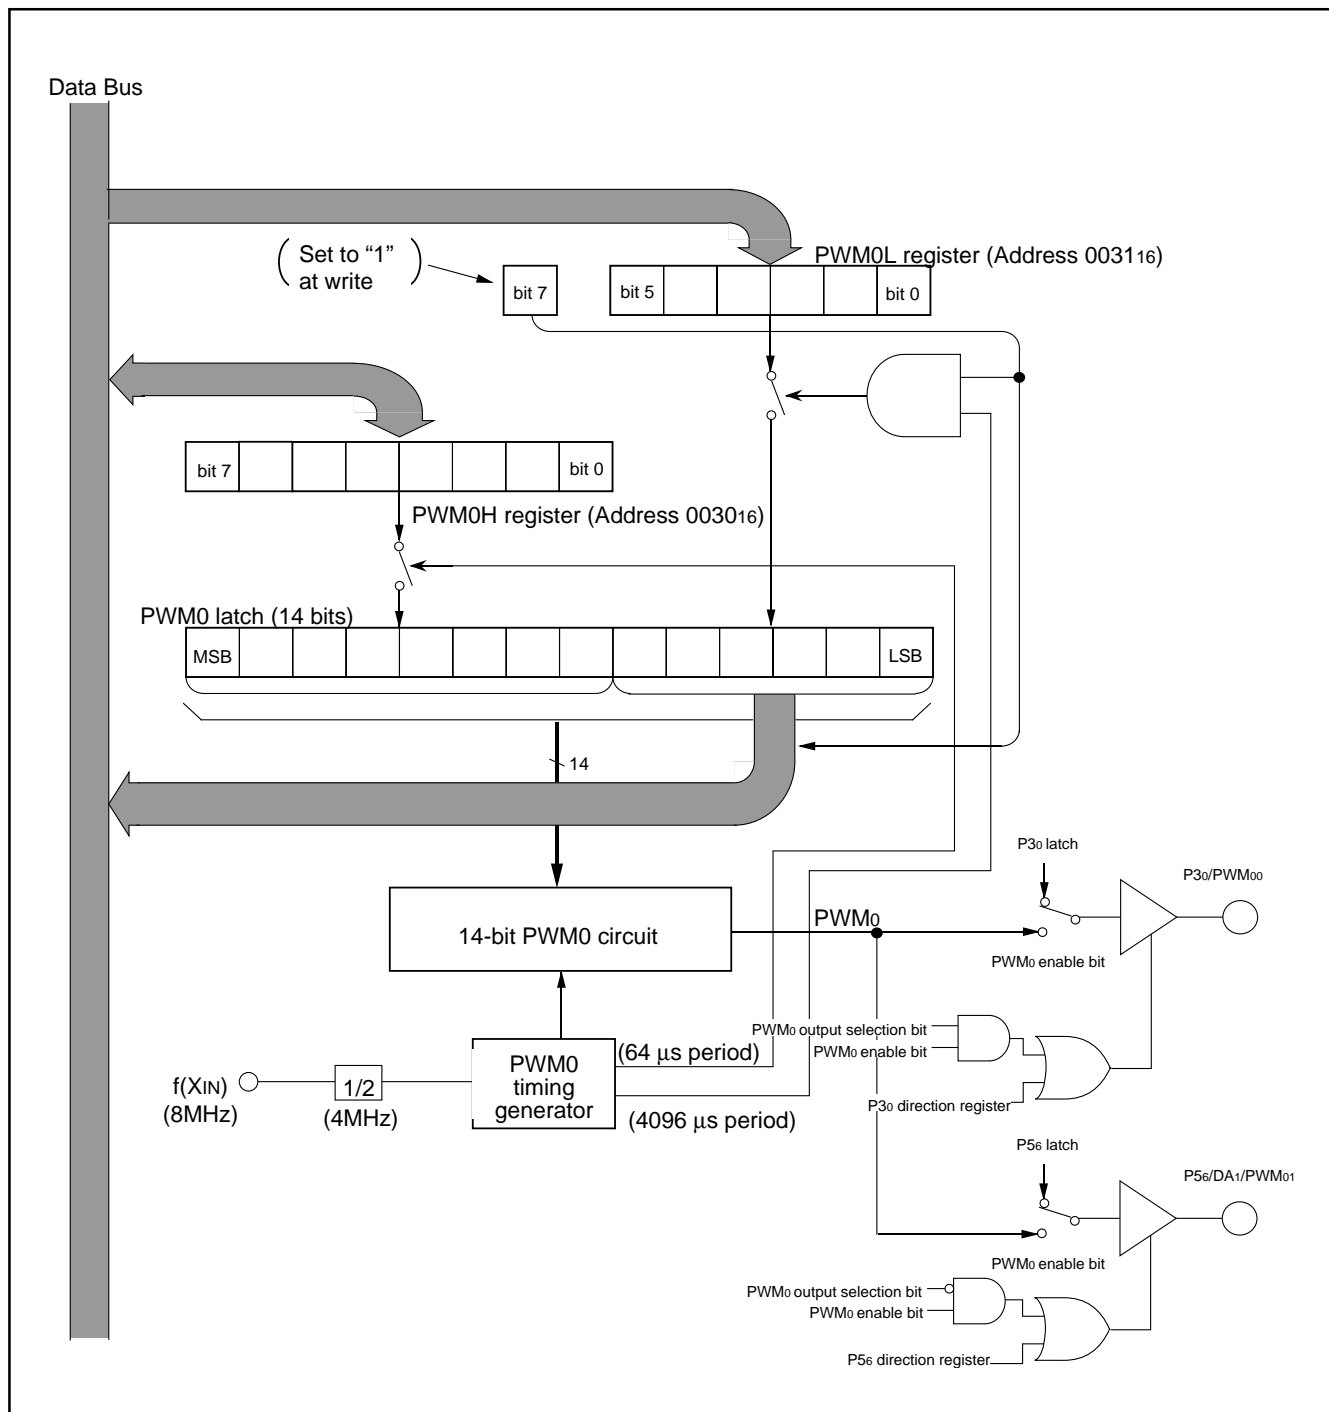 Data Bus
Set to “1”
at write
PWM0L register (Address 003116)
bit 7
bit 5
bit 0
bit 7
bit 0
PWM0H register (Address 003016)
PWM0 latch (14 bits)
MSB
LSB
14
P30 latch
P30/PWM00
14-bit PWM0 circuit
PWM0
PWM0 enable bit
PWM0 output selection bit
PWM0 enable bit
P30 direction register
f(XIN)
(8MHz)
1/2
(4MHz)
PWM0
timing
generator
(64 μs period)
(4096 μs period)
P56 latch
P56/DA1/PWM01
PWM0 enable bit
PWM0 output selection bit
PWM0 enable bit
P56 direction register